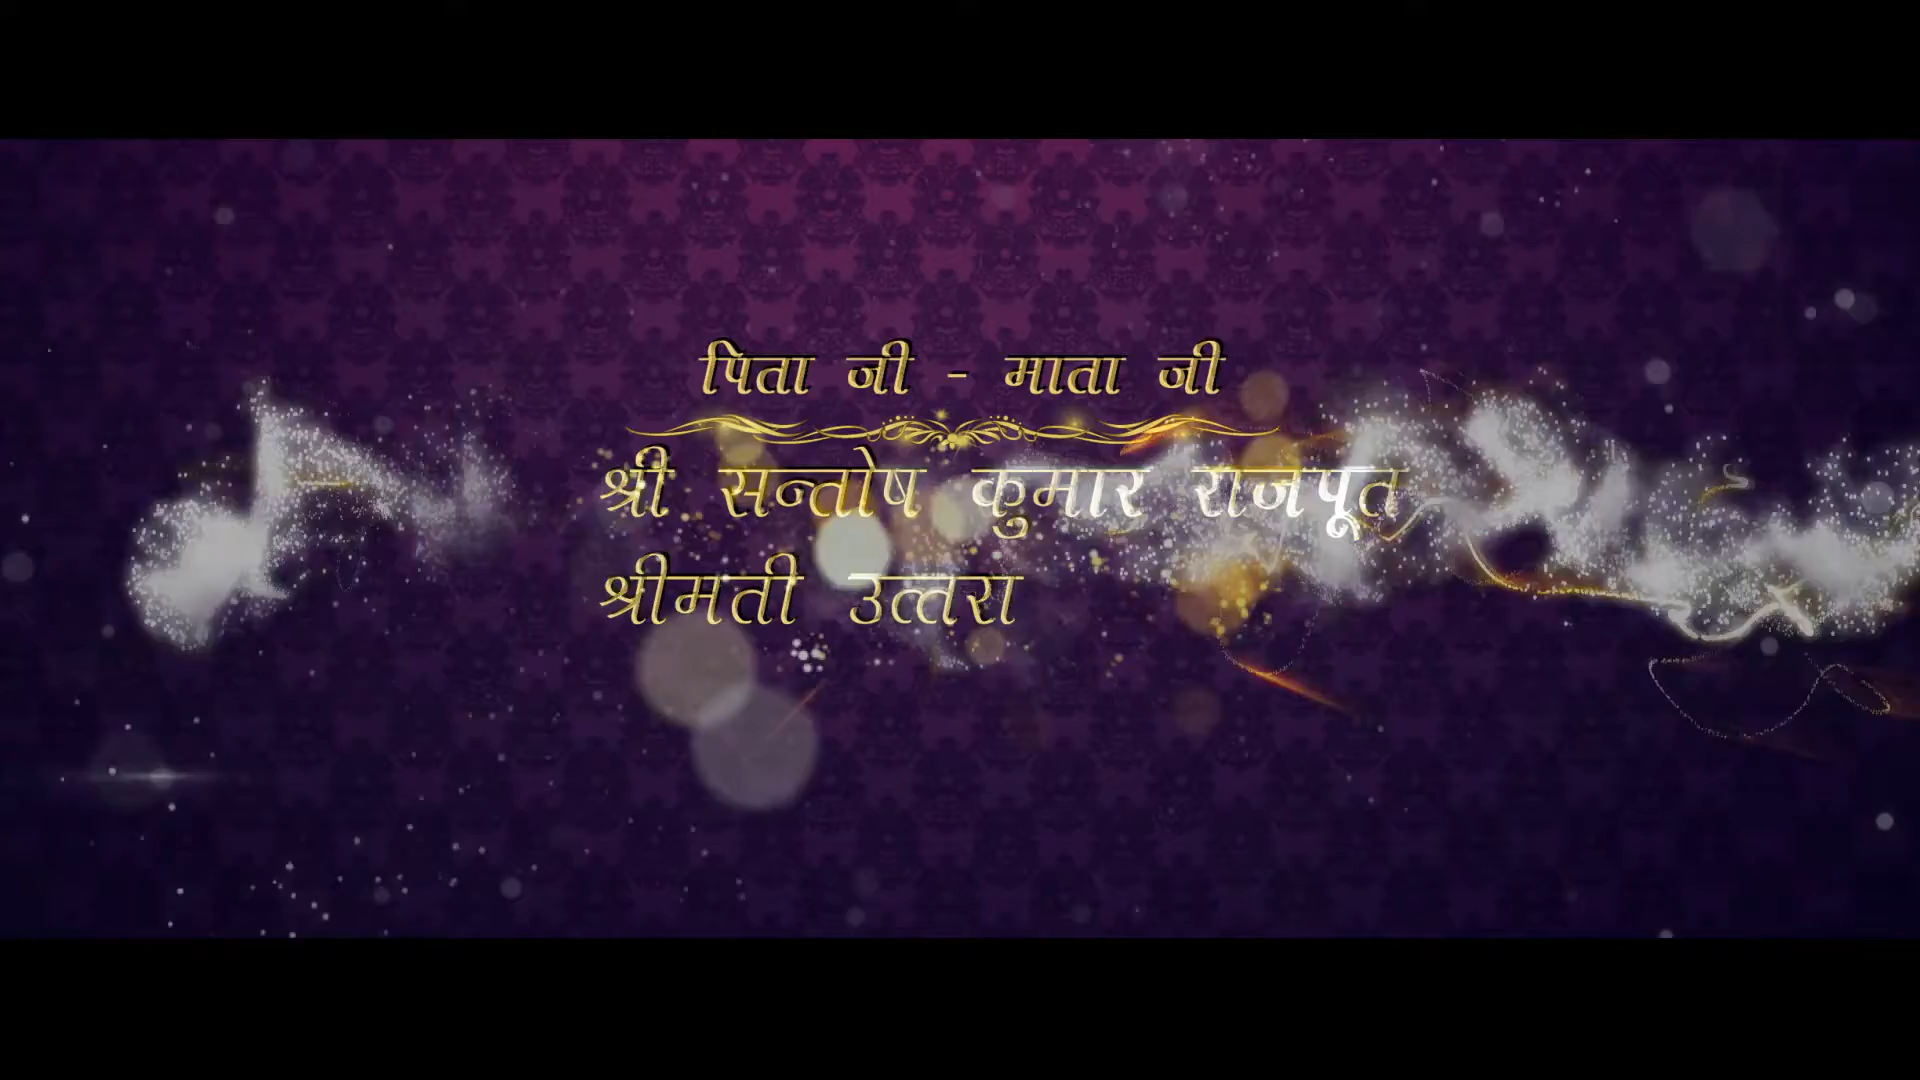 पिता जी - माता जी
श्री सन्तोष कुमार राजपूत
श्रीमती उत्तरा